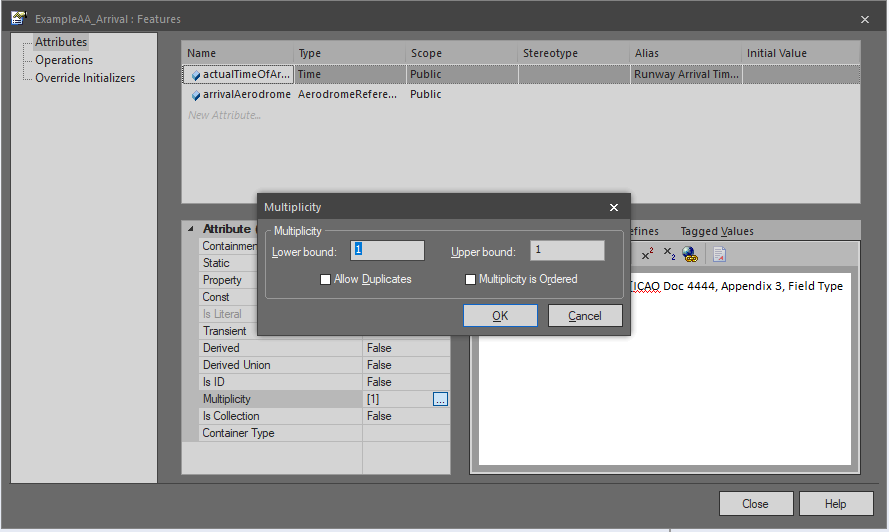 ExampleAA_Arrival : Features
Attributes
Operations
Override Initializers
Name Type Scope Stereotype Alias Initial Value
actualTimeOfAr... Time Public Runway Arrival Tim...
arrivalAerodrome AerodromeRefere... Public
New Attribute...
Multiplicity
Multiplicity
Lower bound: 1 Upper bound: 1
Allow Duplicates Multiplicity is Ordered
OK Cancel
Attribute (
Containmen
Static
Property
Const
Is Literal
Transient
Derived False
Derived Union False
Is ID False
Multiplicity [1] ...
Is Collection False
Container Type
efines Tagged Values
x² x₂
ICAO Doc 4444, Appendix 3, Field Type
Close Help